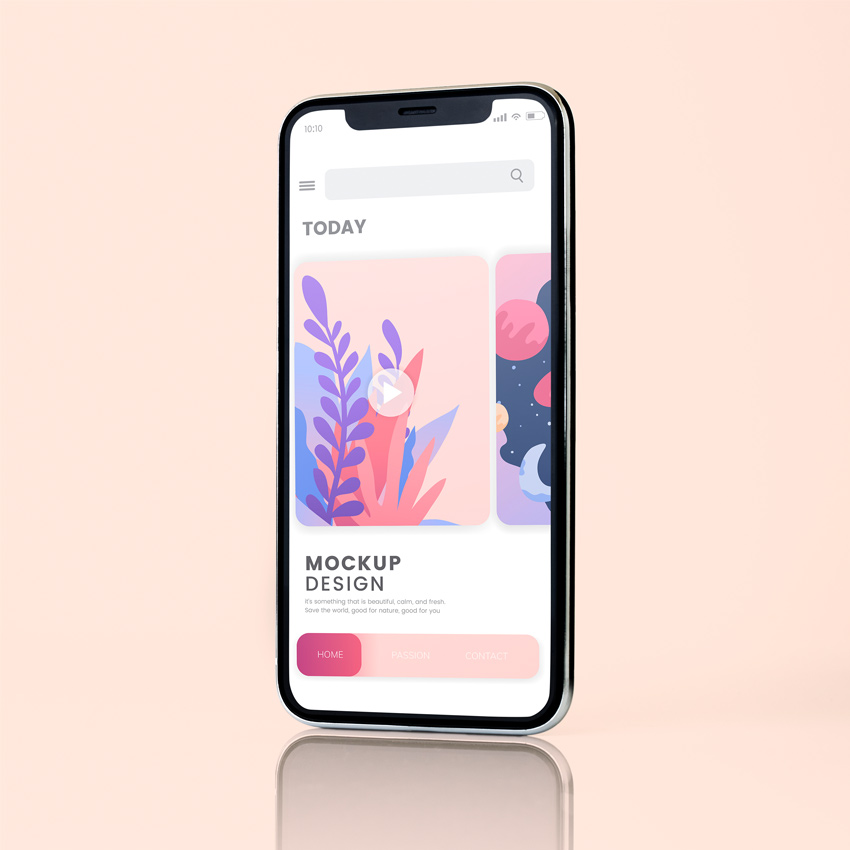 10:10
TODAY
MOCKUP
DESIGN
It's something that is beautiful, calm, and fresh.
Save the world, good for nature, good for you
HOME PASSION CONTACT